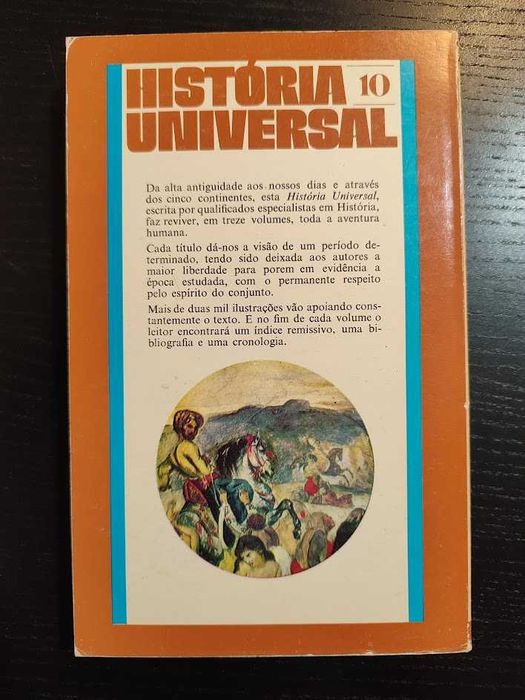 HISTÓRIA 10
UNIVERSAL
Da alta antiguidade aos nossos dias e através
dos cinco continentes, esta História Universal,
escrita por qualificados especialistas em História,
faz reviver, em treze volumes, toda a aventura
humana.
Cada título dá-nos a visão de um período de-
terminado, tendo sido deixada aos autores a
maior liberdade para porem em evidência a
época estudada, com o permanente respeito
pelo espírito do conjunto.
Mais de duas mil ilustrações vão apoiando cons-
tantemente o texto. E no fim de cada volume o
leitor encontrará um índice remissivo, uma bi-
bliografia e uma cronologia.